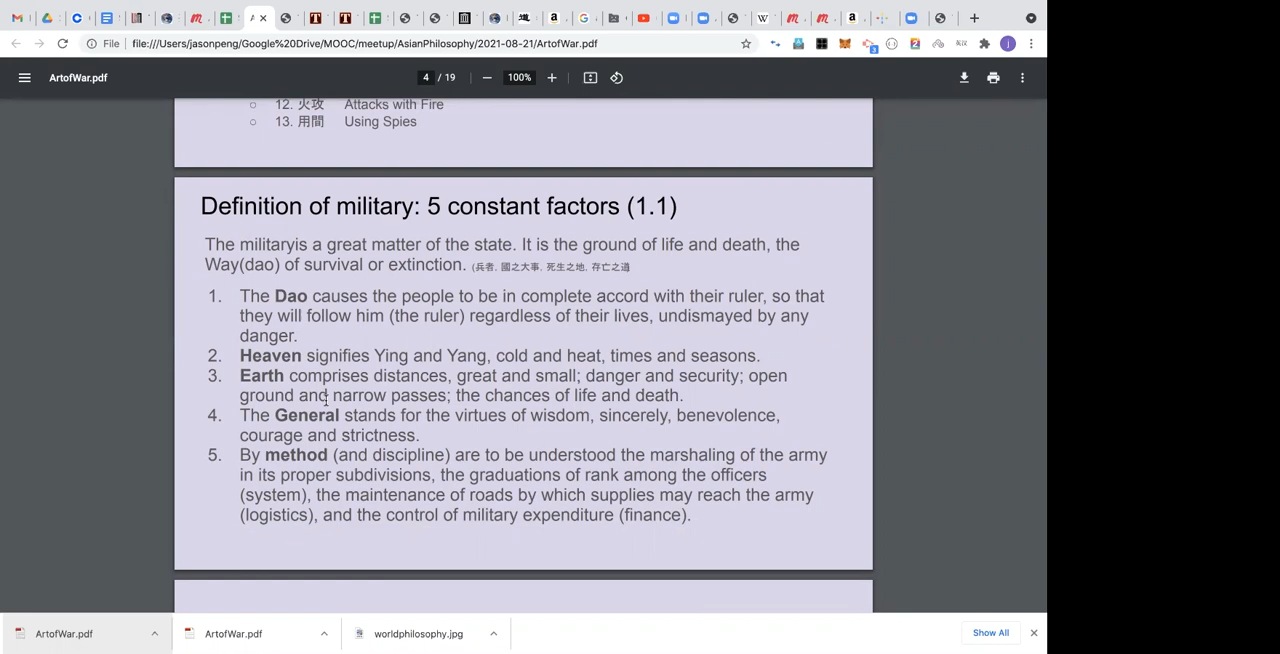 File
file:///Users/jasonpeng/Google%20Drive/MOOC/meetup/AsianPhilosophy/2021-08-21/ArtofWar.pdf
ArtofWar.pdf
4 / 19
100%
12. 火攻 Attacks with Fire
13. 用間 Using Spies
Definition of military: 5 constant factors (1.1)
The militaryis a great matter of the state. It is the ground of life and death, the
Way(dao) of survival or extinction. (兵者, 國之大事, 死生之地, 存亡之道
1. The Dao causes the people to be in complete accord with their ruler, so that
they will follow him (the ruler) regardless of their lives, undismayed by any
danger.
2. Heaven signifies Ying and Yang, cold and heat, times and seasons.
3. Earth comprises distances, great and small; danger and security; open
ground and narrow passes; the chances of life and death.
4. The General stands for the virtues of wisdom, sincerely, benevolence,
courage and strictness.
5. By method (and discipline) are to be understood the marshaling of the army
in its proper subdivisions, the graduations of rank among the officers
(system), the maintenance of roads by which supplies may reach the army
(logistics), and the control of military expenditure (finance).
ArtofWar.pdf
ArtofWar.pdf
worldphilosophy.jpg
Show All